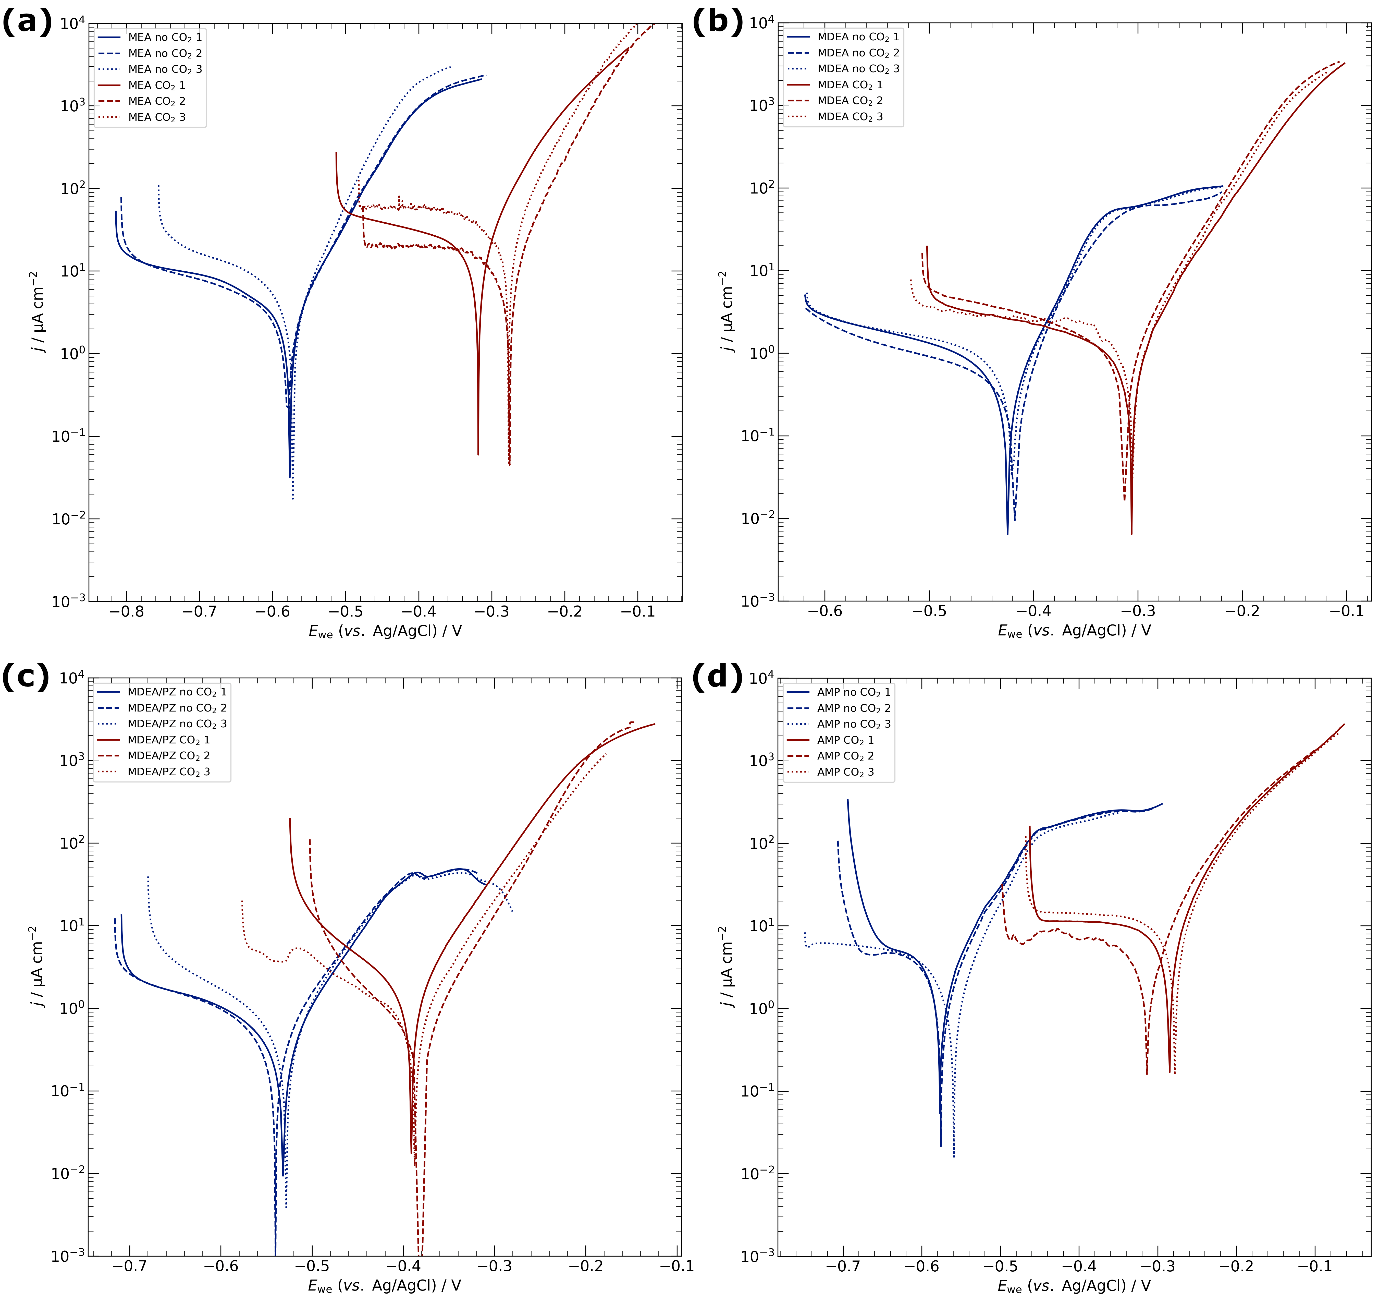 (a)
10⁴
10³
10²
10¹
10⁰
10⁻¹
10⁻²
10⁻³
j / μA cm⁻²
MEA no CO₂ 1
MEA no CO₂ 2
MEA no CO₂ 3
MEA CO₂ 1
MEA CO₂ 2
MEA CO₂ 3
−0.8 −0.7 −0.6 −0.5 −0.4 −0.3 −0.2 −0.1
E_we (vs. Ag/AgCl) / V
(b)
10⁴
10³
10²
10¹
10⁰
10⁻¹
10⁻²
10⁻³
j / μA cm⁻²
MDEA no CO₂ 1
MDEA no CO₂ 2
MDEA no CO₂ 3
MDEA CO₂ 1
MDEA CO₂ 2
MDEA CO₂ 3
−0.6 −0.5 −0.4 −0.3 −0.2 −0.1
E_we (vs. Ag/AgCl) / V
(c)
10⁴
10³
10²
10¹
10⁰
10⁻¹
10⁻²
10⁻³
j / μA cm⁻²
MDEA/PZ no CO₂ 1
MDEA/PZ no CO₂ 2
MDEA/PZ no CO₂ 3
MDEA/PZ CO₂ 1
MDEA/PZ CO₂ 2
MDEA/PZ CO₂ 3
−0.7 −0.6 −0.5 −0.4 −0.3 −0.2 −0.1
E_we (vs. Ag/AgCl) / V
(d)
10⁴
10³
10²
10¹
10⁰
10⁻¹
10⁻²
10⁻³
j / μA cm⁻²
AMP no CO₂ 1
AMP no CO₂ 2
AMP no CO₂ 3
AMP CO₂ 1
AMP CO₂ 2
AMP CO₂ 3
−0.7 −0.6 −0.5 −0.4 −0.3 −0.2 −0.1
E_we (vs. Ag/AgCl) / V